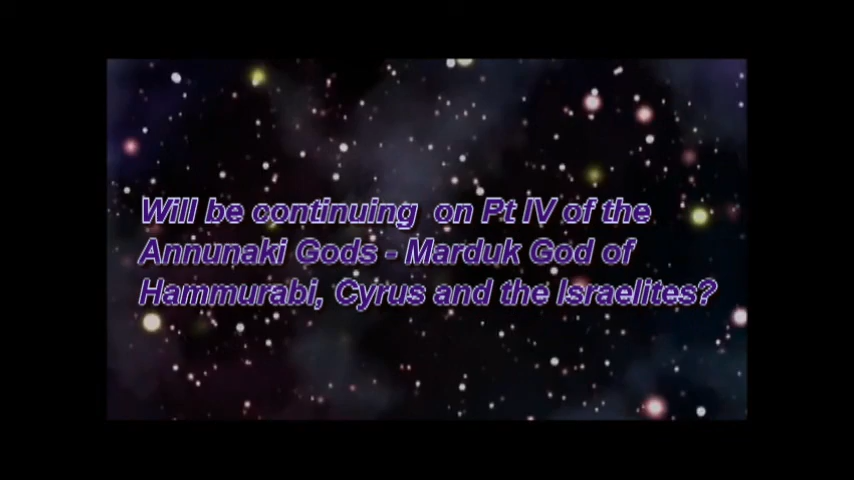 Will be continuing  on Pt IV of the
Annunaki Gods - Marduk God of
Hammurabi, Cyrus and the Israelites?